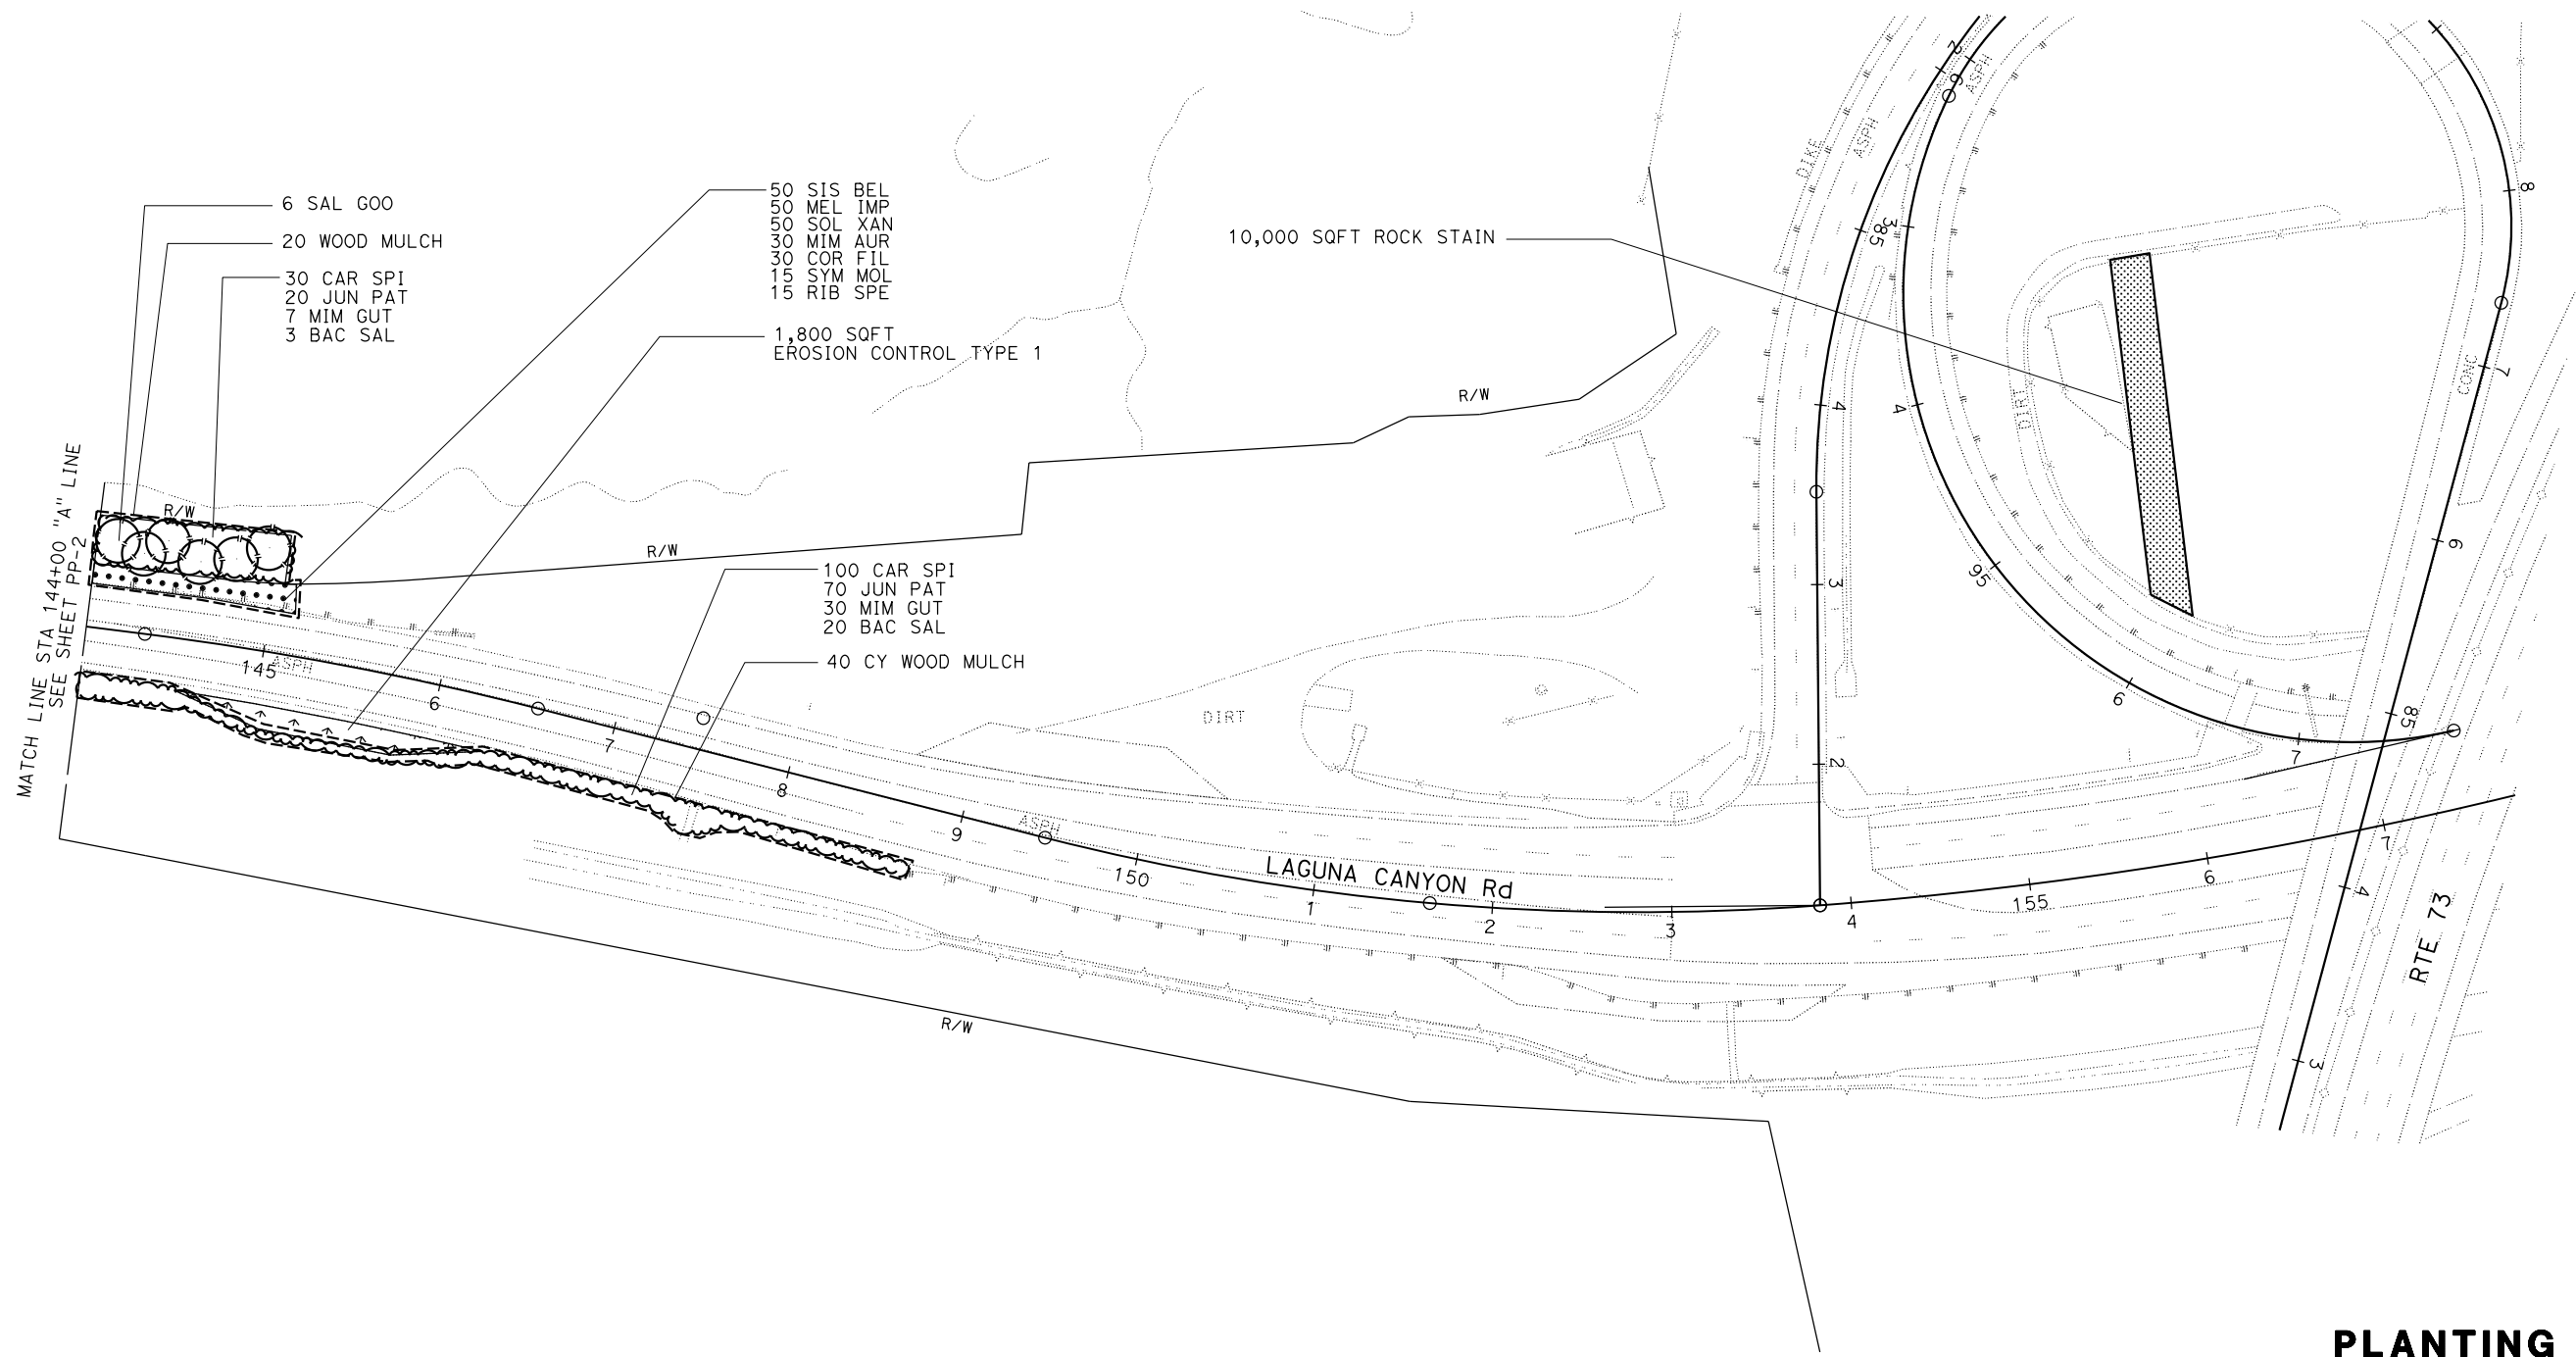 6 SAL GOO
20 WOOD MULCH
30 CAR SPI
20 JUN PAT
7 MIM GUT
3 BAC SAL
50 SIS BEL
50 MEL IMP
50 SOL XAN
30 MIM AUR
30 COR FIL
15 SYM MOL
15 RIB SPE
1,800 SQFT
EROSION CONTROL TYPE 1
10,000 SQFT ROCK STAIN
100 CAR SPI
70 JUN PAT
30 MIM GUT
20 BAC SAL
40 CY WOOD MULCH
MATCH LINE STA 144+00 "A" LINE
SEE SHEET PP-2
R/W
R/W
R/W
R/W
ASPH
145
6
7
8
9
ASPH
150
1
2
3
4
155
6
7
LAGUNA CANYON Rd
DIRT
DIKE
ASPH
ASPH
2
6
385
4
3
2
4
95
6
7
DIRT
CONC
8
7
6
85
4
3
RTE 73
PLANTING